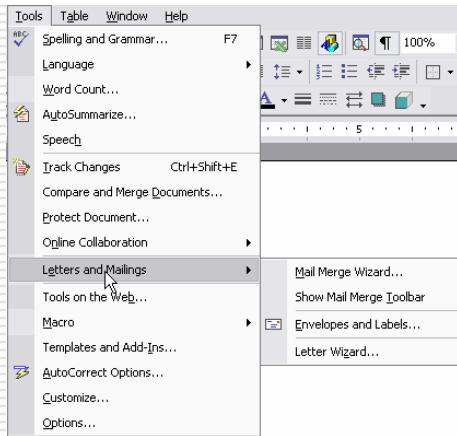 Tools Table Window Help
ABC Spelling and Grammar... F7
100%
Language
Word Count...
A
AutoSummarize...
5
Speech
Track Changes Ctrl+Shift+E
Compare and Merge Documents...
Protect Document...
Online Collaboration
Letters and Mailings
Mail Merge Wizard...
Tools on the Web...
Show Mail Merge Toolbar
Macro
Envelopes and Labels...
Templates and Add-Ins...
Letter Wizard...
AutoCorrect Options...
Customize...
Options...